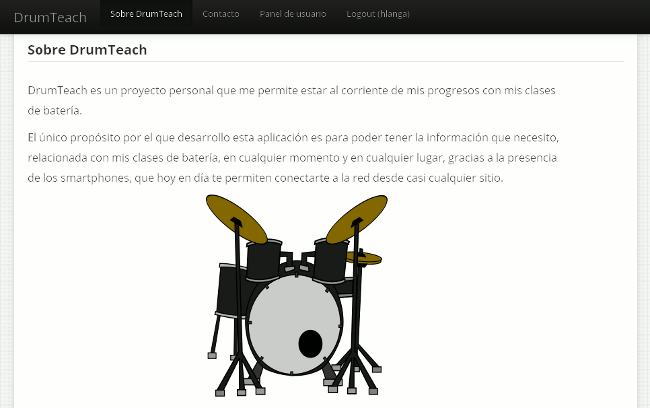 DrumTeach Sobre DrumTeach Contacto Panel de usuario Logout (hlanga)
Sobre DrumTeach
DrumTeach es un proyecto personal que me permite estar al corriente de mis progresos con mis clases
de batería.
El único propósito por el que desarrollo esta aplicación es para poder tener la información que necesito,
relacionada con mis clases de batería, en cualquier momento y en cualquier lugar, gracias a la presencia
de los smartphones, que hoy en día te permiten conectarte a la red desde casi cualquier sitio.